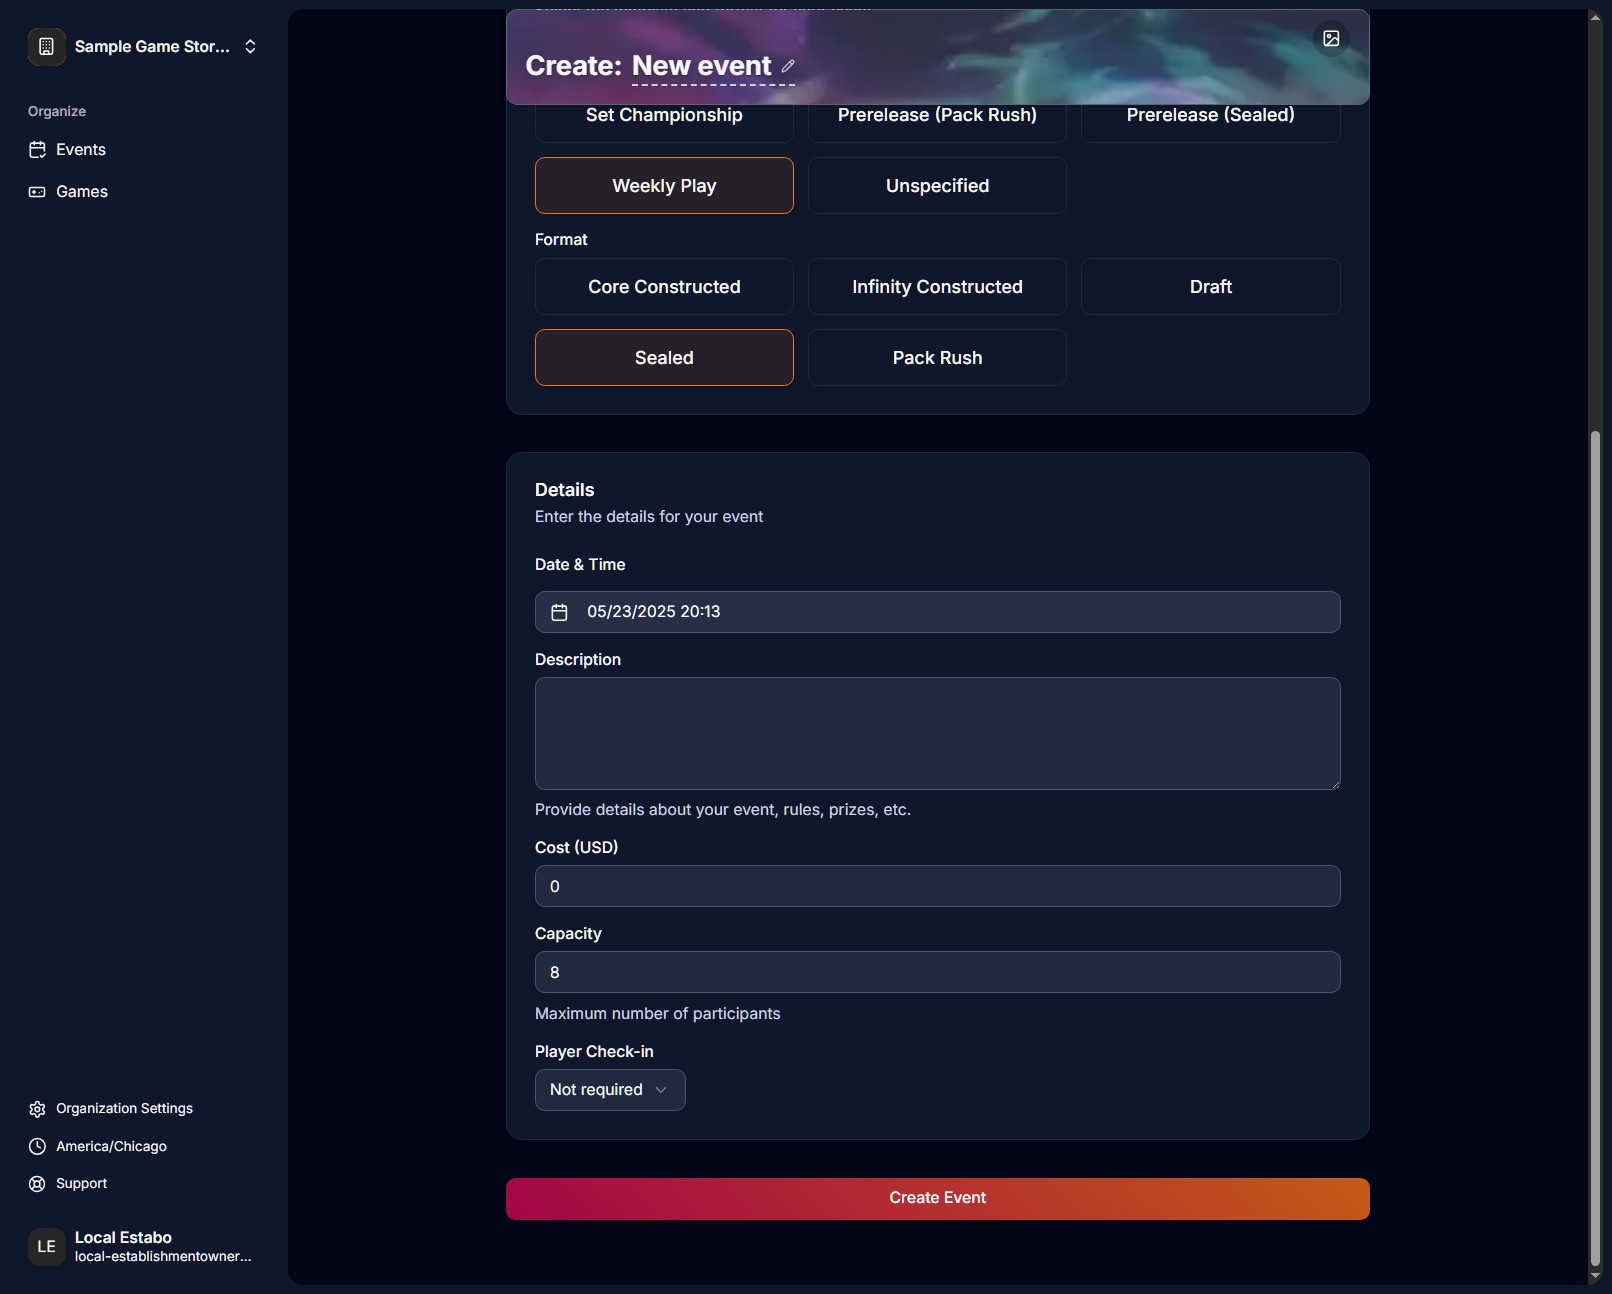 Sample Game Stor...
Organize
Events
Games
Organization Settings
America/Chicago
Support
LE
Local Estabo
local-establishmentowner...
Create: New event
Set Championship
Prerelease (Pack Rush)
Prerelease (Sealed)
Weekly Play
Unspecified
Format
Core Constructed
Infinity Constructed
Draft
Sealed
Pack Rush
Details
Enter the details for your event
Date & Time
05/23/2025 20:13
Description
Provide details about your event, rules, prizes, etc.
Cost (USD)
0
Capacity
8
Maximum number of participants
Player Check-in
Not required
Create Event